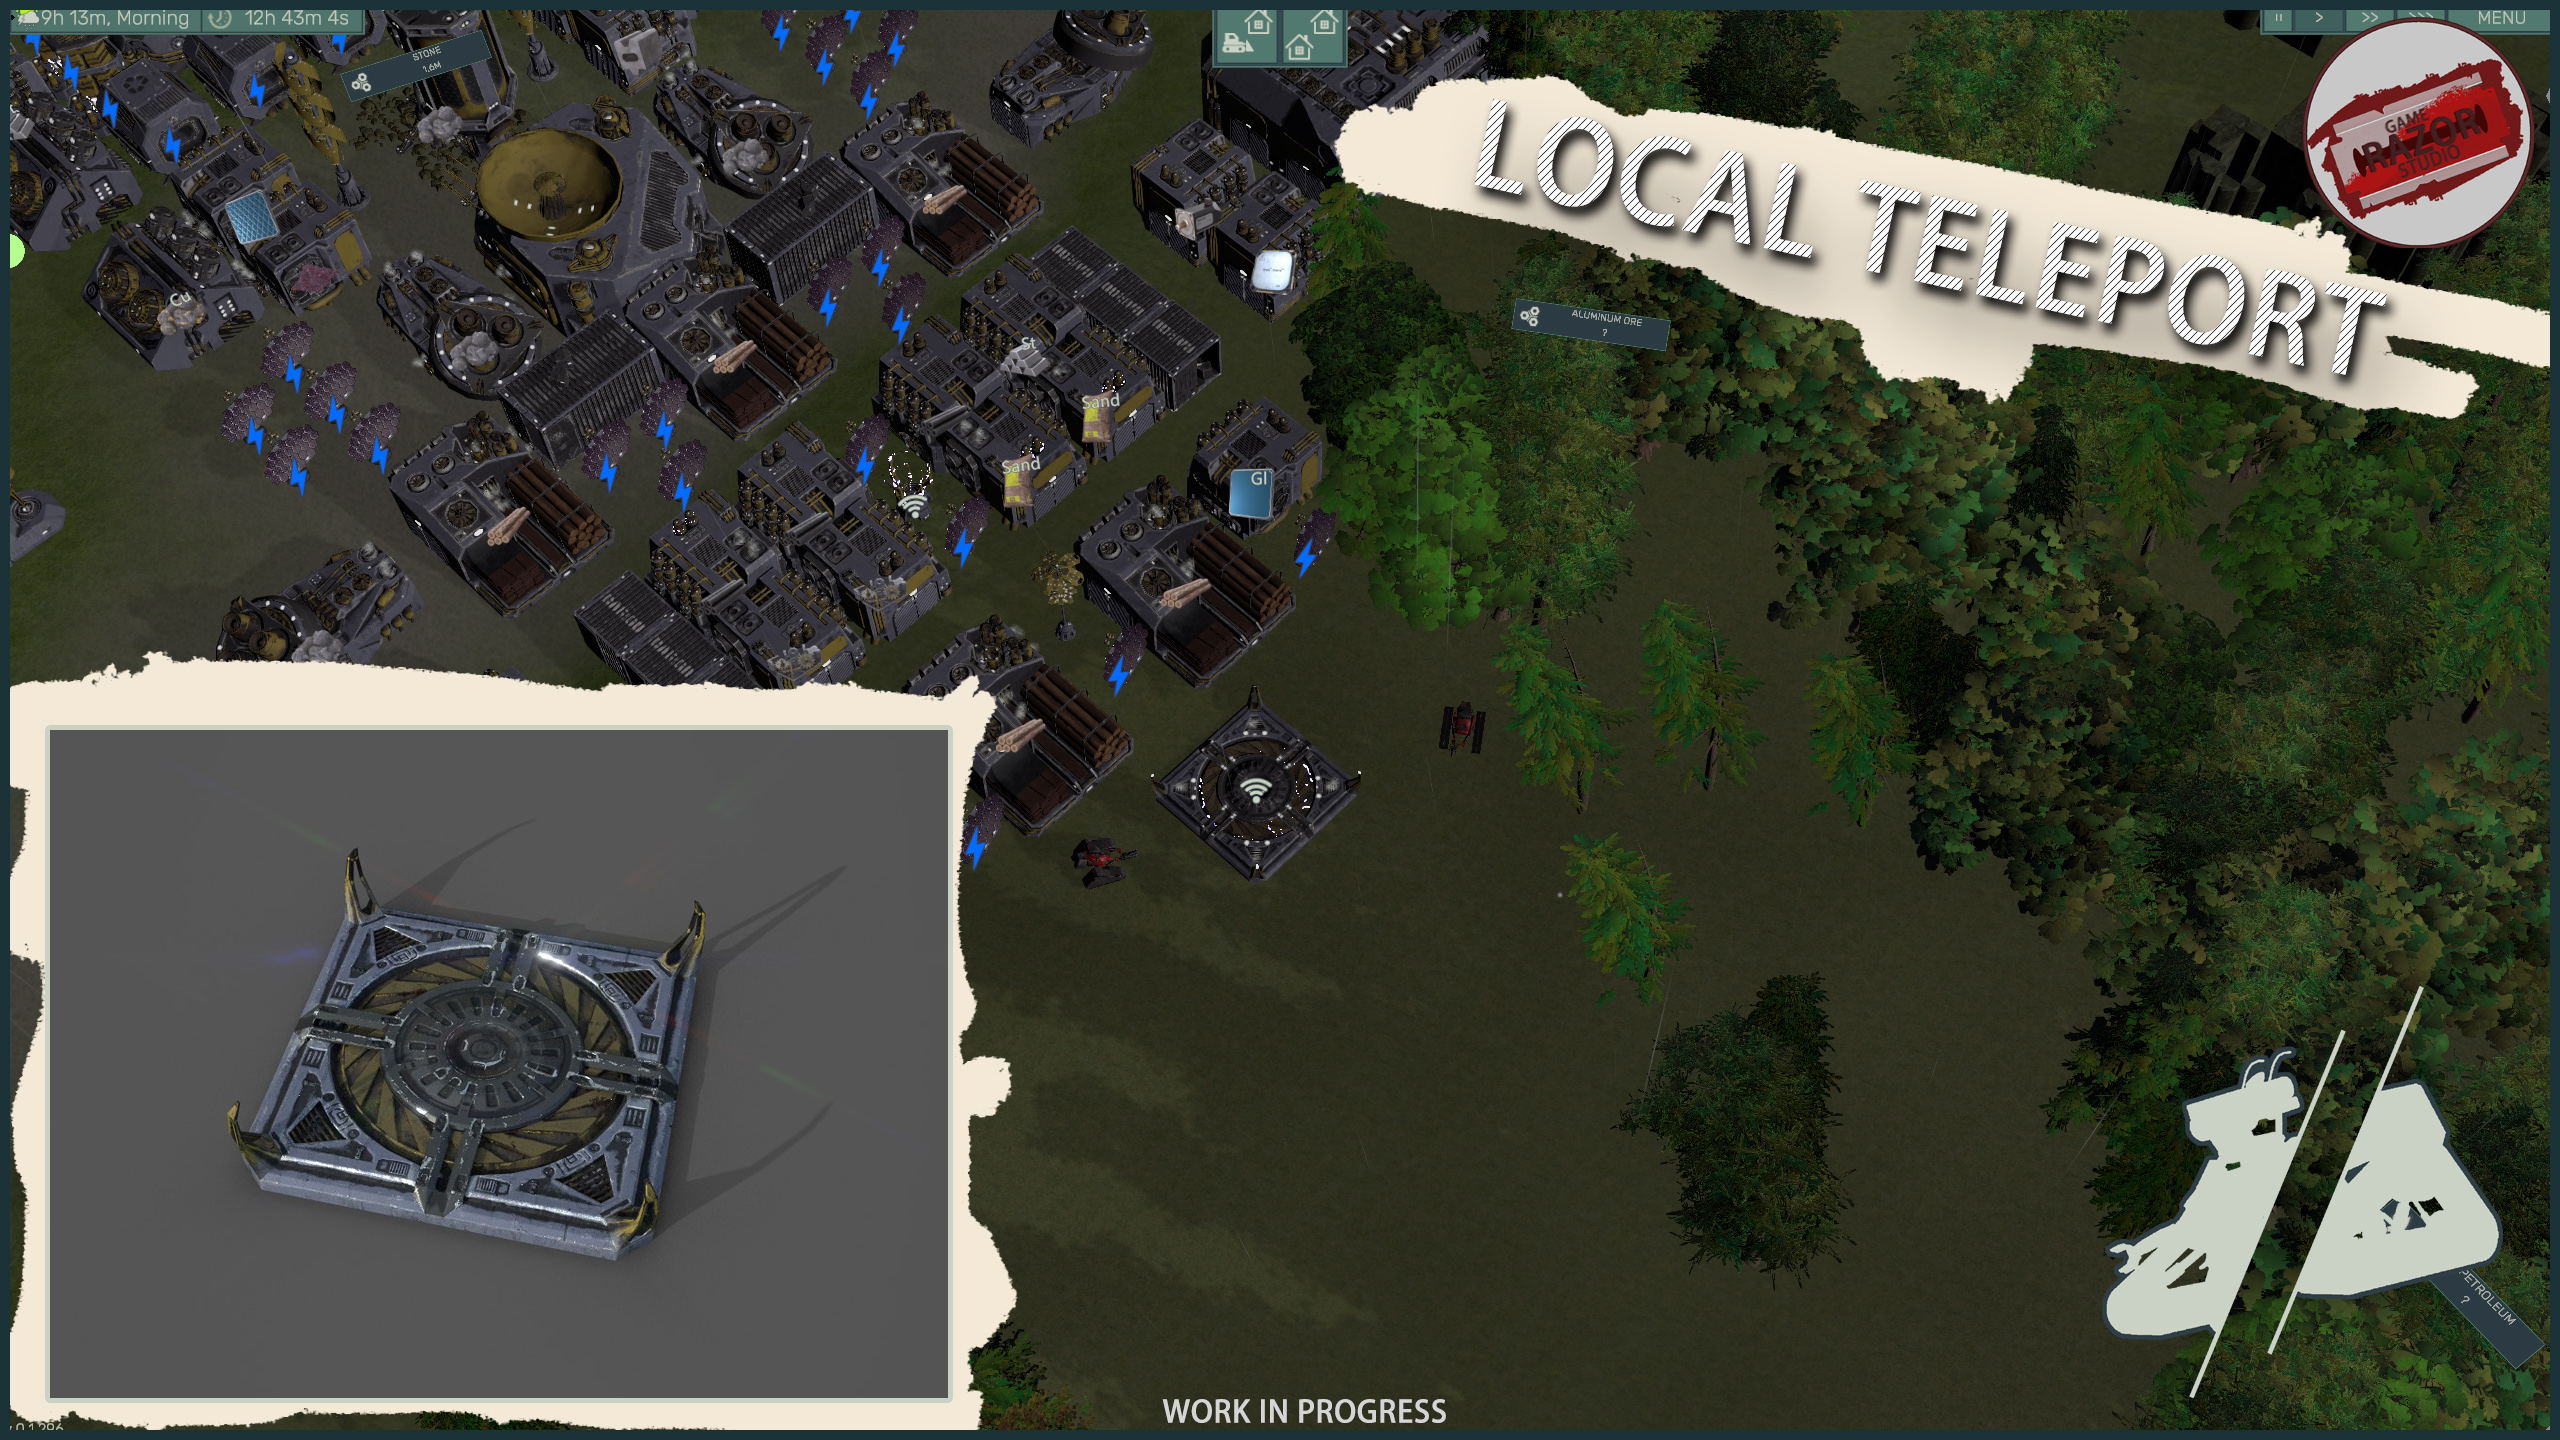 9h 13m, Morning
12h 43m 4s
II
>
>>
>>>
MENU
STONE
1.6M
GAME
RAZOR
STUDIO
LOCAL TELEPORT
ALUMINUM ORE
?
Cu
St
Sand
Sand
Gl
PETROLEUM
?
WORK IN PROGRESS